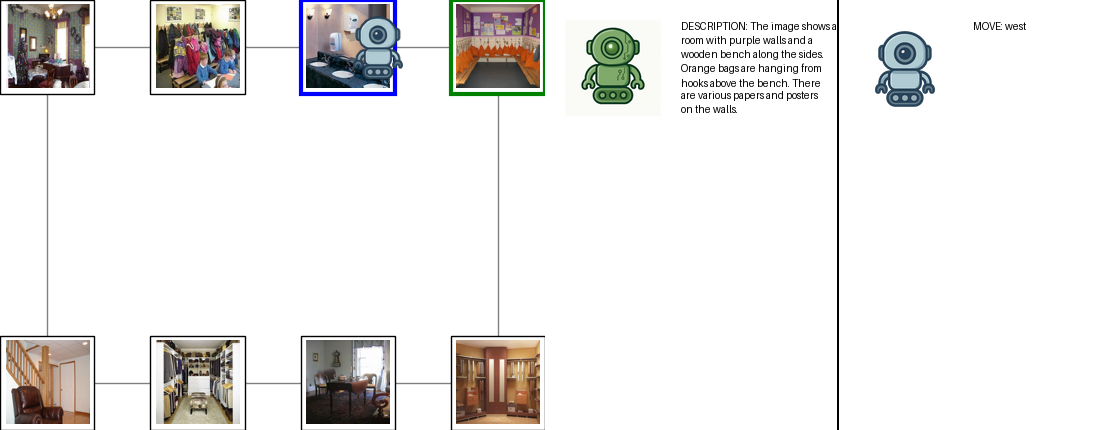 DESCRIPTION: The image shows a
room with purple walls and a
wooden bench along the sides.
Orange bags are hanging from
hooks above the bench. There
are various papers and posters
on the walls.
MOVE: west